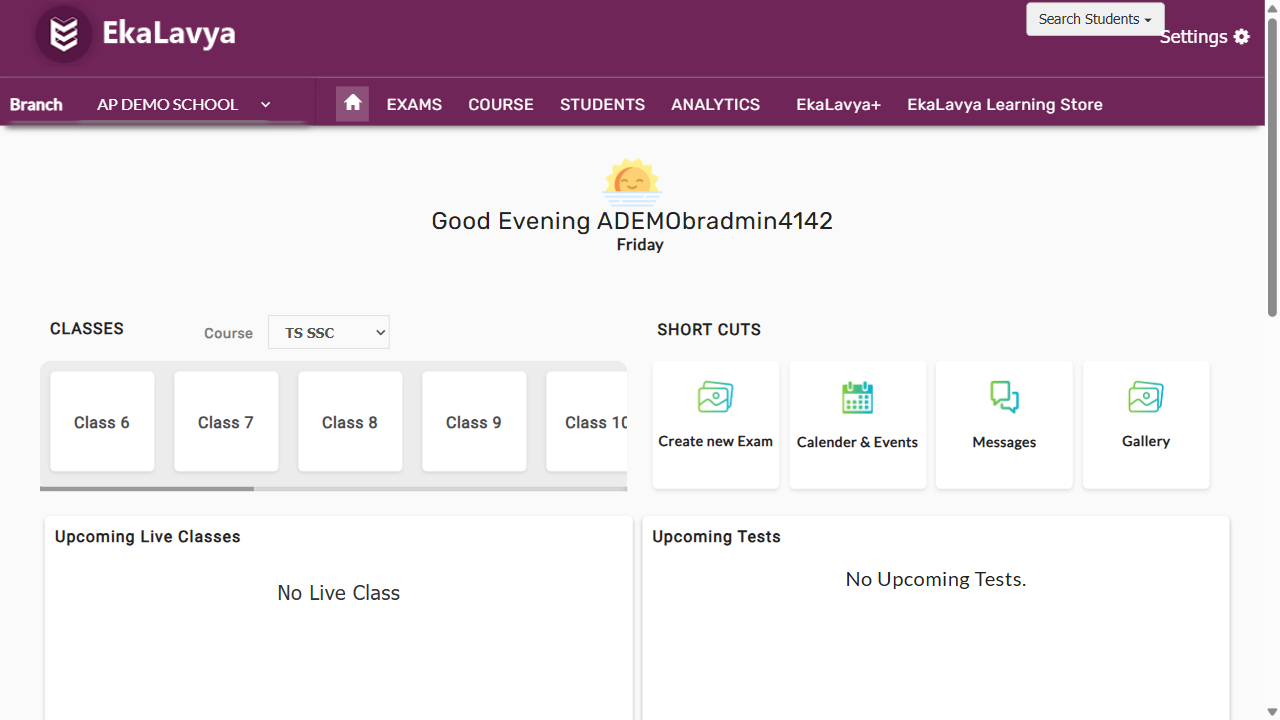 EkaLavya
Search Students
Settings
Branch
AP DEMO SCHOOL
EXAMS
COURSE
STUDENTS
ANALYTICS
EkaLavya+
EkaLavya Learning Store
Good Evening ADEMObradmin4142
Friday
CLASSES
Course
TS SSC
Class 6
Class 7
Class 8
Class 9
Class 10
SHORT CUTS
Create new Exam
Calender & Events
Messages
Gallery
Upcoming Live Classes
No Live Class
Upcoming Tests
No Upcoming Tests.